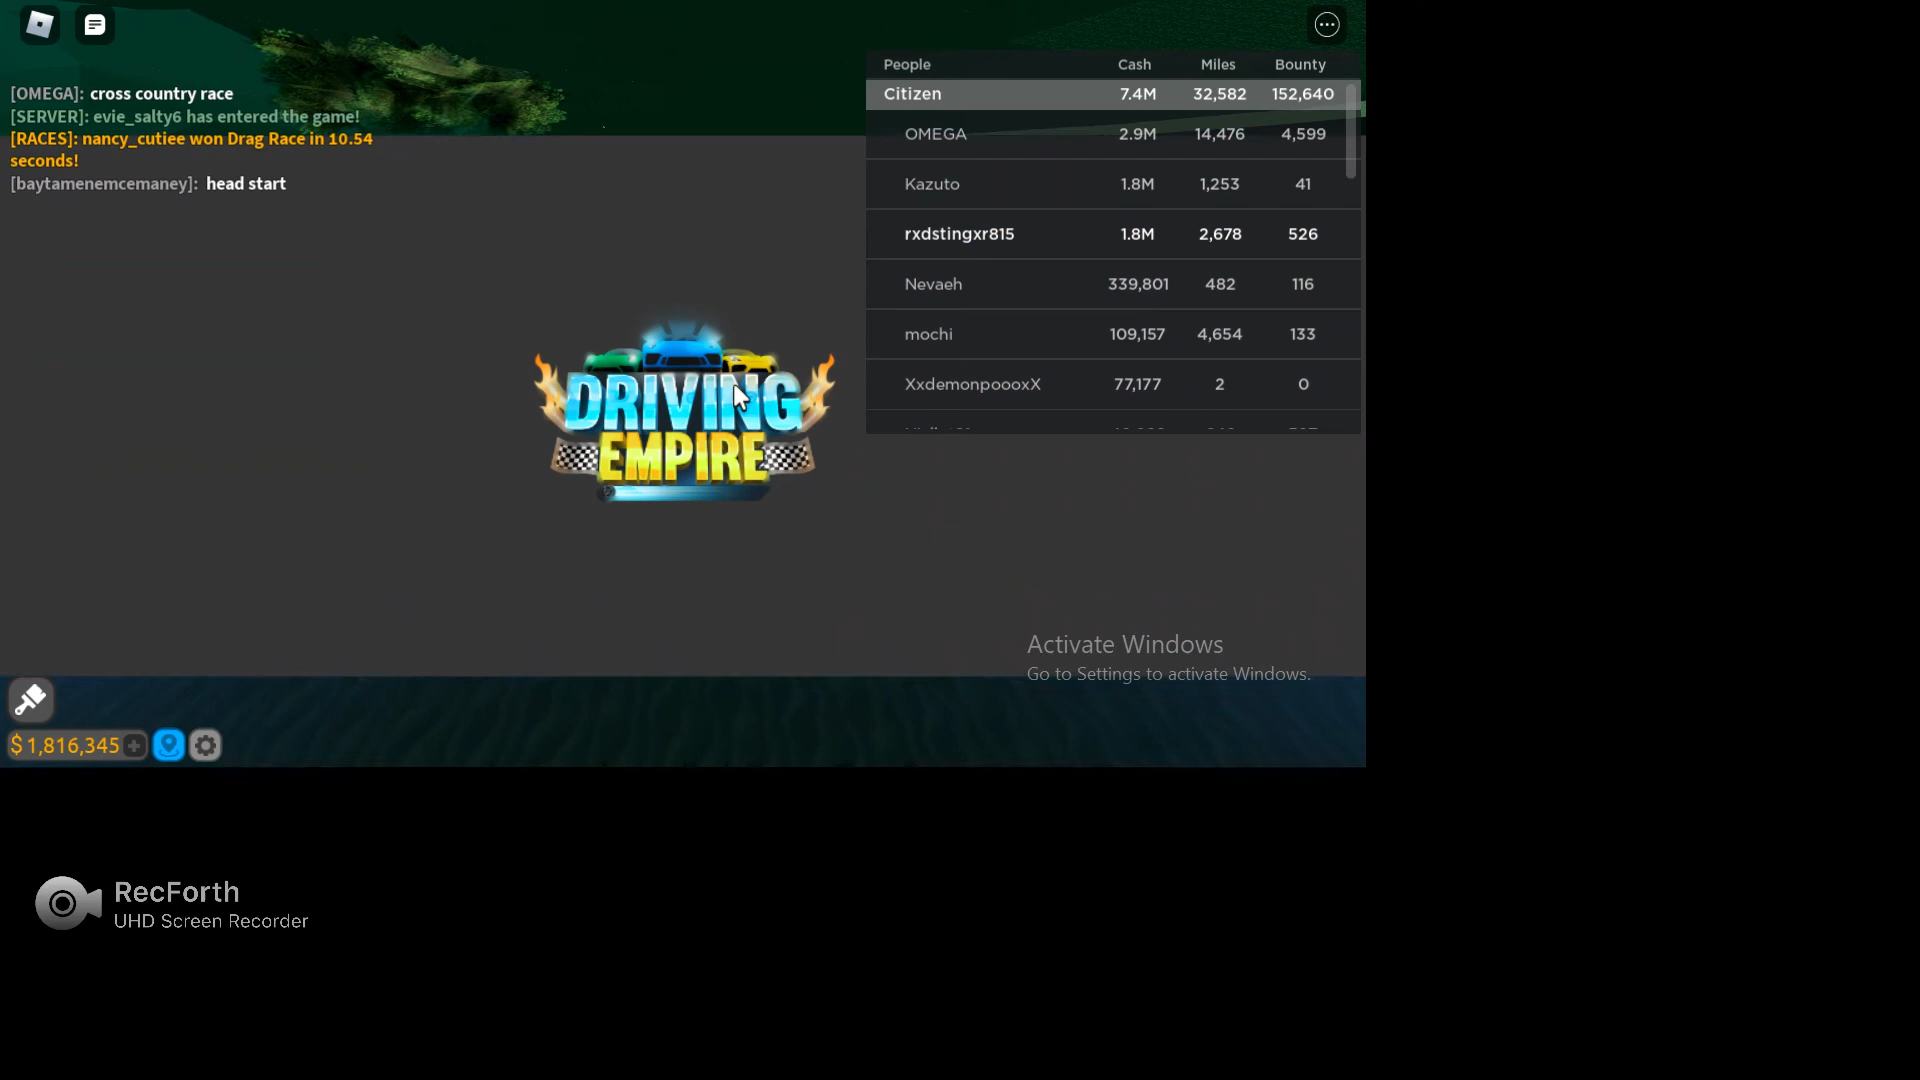 People Cash Miles Bounty
Citizen 7.4M 32,582 152,640
[OMEGA]: cross country race
[SERVER]: evie_salty6 has entered the game!
[RACES]: nancy_cutiee won Drag Race in 10.54
seconds!
[baytamenemcemaney]: head start
OMEGA 2.9M 14,476 4,599
Kazuto 1.8M 1,253 41
rxdstingxr815 1.8M 2,678 526
Nevaeh 339,801 482 116
mochi 109,157 4,654 133
XxdemonpoooxX 77,177 2 0
DRIVING
EMPIRE
Activate Windows
Go to Settings to activate Windows.
$1,816,345 +
RecForth
UHD Screen Recorder